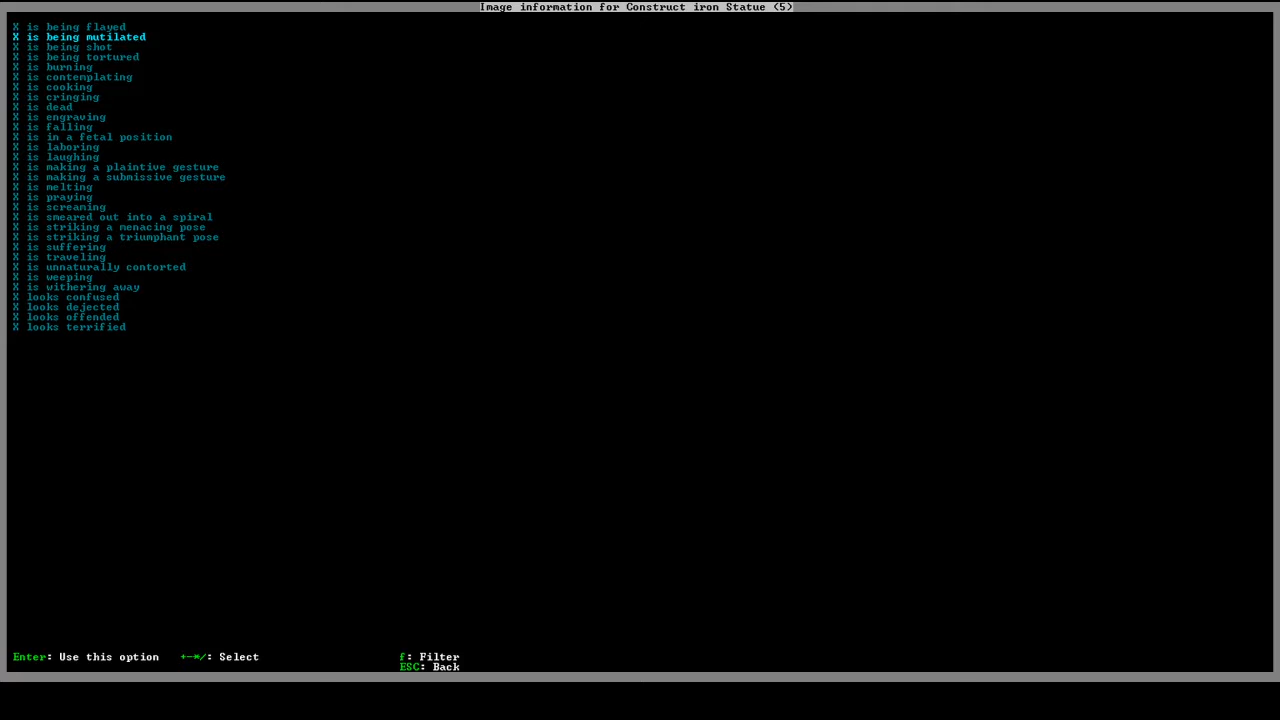 Image information for Construct iron Statue (5)
X is being flayed
X is being mutilated
X is being shot
X is being tortured
X is burning
X is contemplating
X is cooking
X is cringing
X is dead
X is engraving
X is falling
X is in a fetal position
X is laboring
X is laughing
X is making a plaintive gesture
X is making a submissive gesture
X is melting
X is praying
X is screaming
X is smeared out into a spiral
X is striking a menacing pose
X is striking a triumphant pose
X is suffering
X is traveling
X is unnaturally contorted
X is weeping
X is withering away
X looks confused
X looks dejected
X looks offended
X looks terrified
Enter: Use this option +-*/: Select f: Filter
ESC: Back